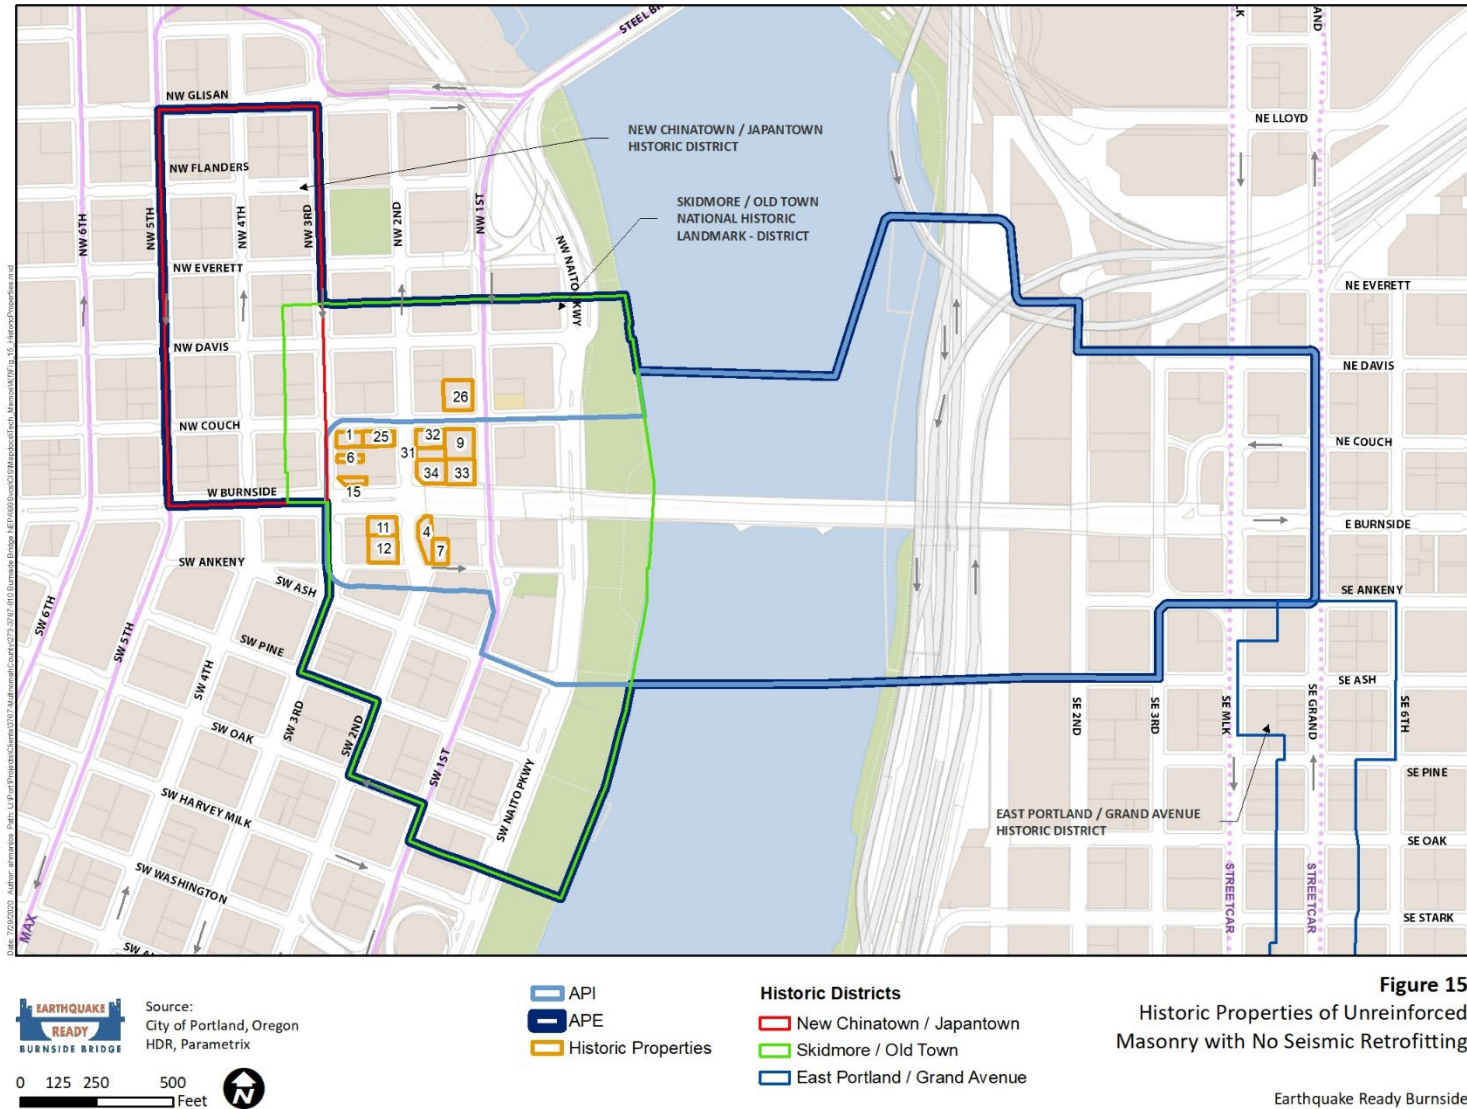 STEEL BR
LK
AND
NW GLISAN
NE LLOYD
NEW CHINATOWN / JAPANTOWN
HISTORIC DISTRICT
NW FLANDERS
SKIDMORE / OLD TOWN
NATIONAL HISTORIC
LANDMARK - DISTRICT
NW 6TH
NW 5TH
NW 4TH
NW 3RD
NW 2ND
NW 1ST
NW NAITO PKWY
NW EVERETT
NE EVERETT
NW DAVIS
NE DAVIS
26
NW COUCH
NE COUCH
1
25
32
9
6
31
34
33
15
W BURNSIDE
E BURNSIDE
11
4
12
7
SW ANKENY
SE ANKENY
SW ASH
SW 6TH
SW 5TH
SW PINE
SW 4TH
SE ASH
SW 3RD
SW 2ND
SW OAK
SE 2ND
SE 3RD
SE MLK
SE GRAND
SE 6TH
SW 1ST
SW NAITO PKWY
SE PINE
SW HARVEY MILK
EAST PORTLAND / GRAND AVENUE
HISTORIC DISTRICT
SE OAK
SW WASHINGTON
STREETCAR
STREETCAR
SE STARK
MAX
EARTHQUAKE
READY
BURNSIDE BRIDGE
Source:
City of Portland, Oregon
HDR, Parametrix
0 125 250 500
Feet
N
API
APE
Historic Properties
Historic Districts
New Chinatown / Japantown
Skidmore / Old Town
East Portland / Grand Avenue
Figure 15
Historic Properties of Unreinforced
Masonry with No Seismic Retrofitting
Earthquake Ready Burnside